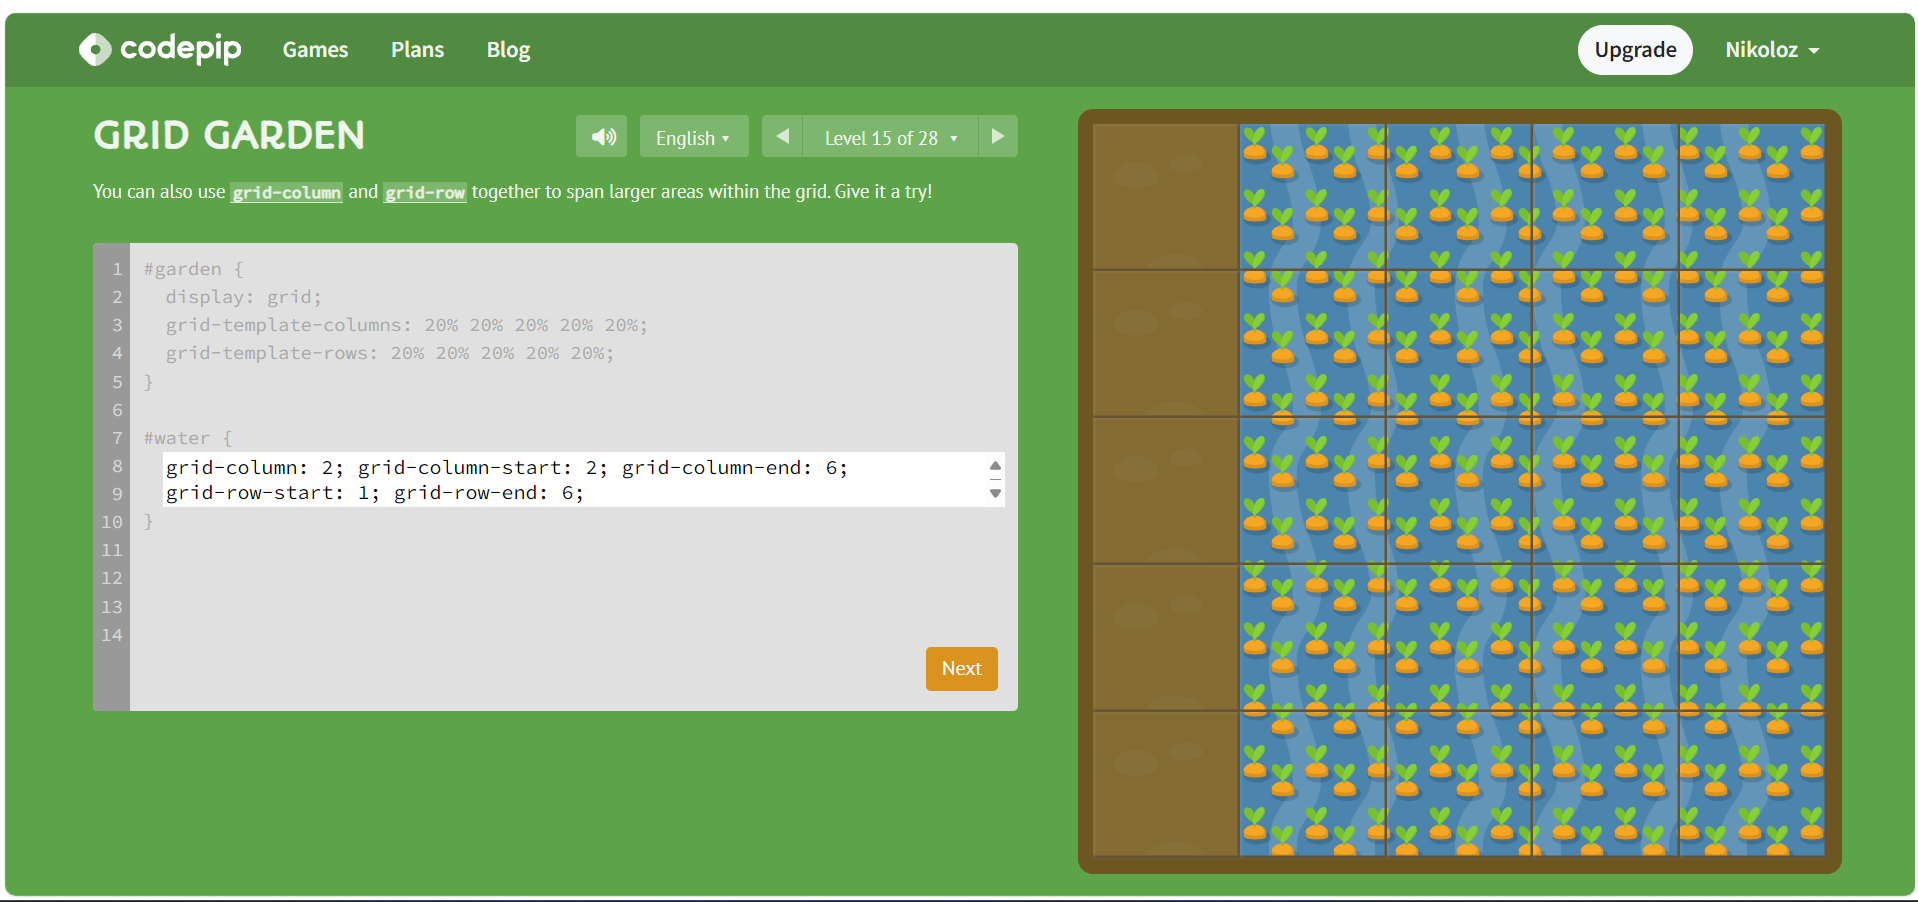 codepip Games Plans Blog Upgrade Nikoloz
GRID GARDEN English ▾ Level 15 of 28 ▾
You can also use grid-column and grid-row together to span larger areas within the grid. Give it a try!
1 #garden {
2 display: grid;
3 grid-template-columns: 20% 20% 20% 20% 20%;
4 grid-template-rows: 20% 20% 20% 20% 20%;
5 }
6
7 #water {
8 grid-column: 2; grid-column-start: 2; grid-column-end: 6;
9 grid-row-start: 1; grid-row-end: 6;
10 }
11
12
13
14
Next